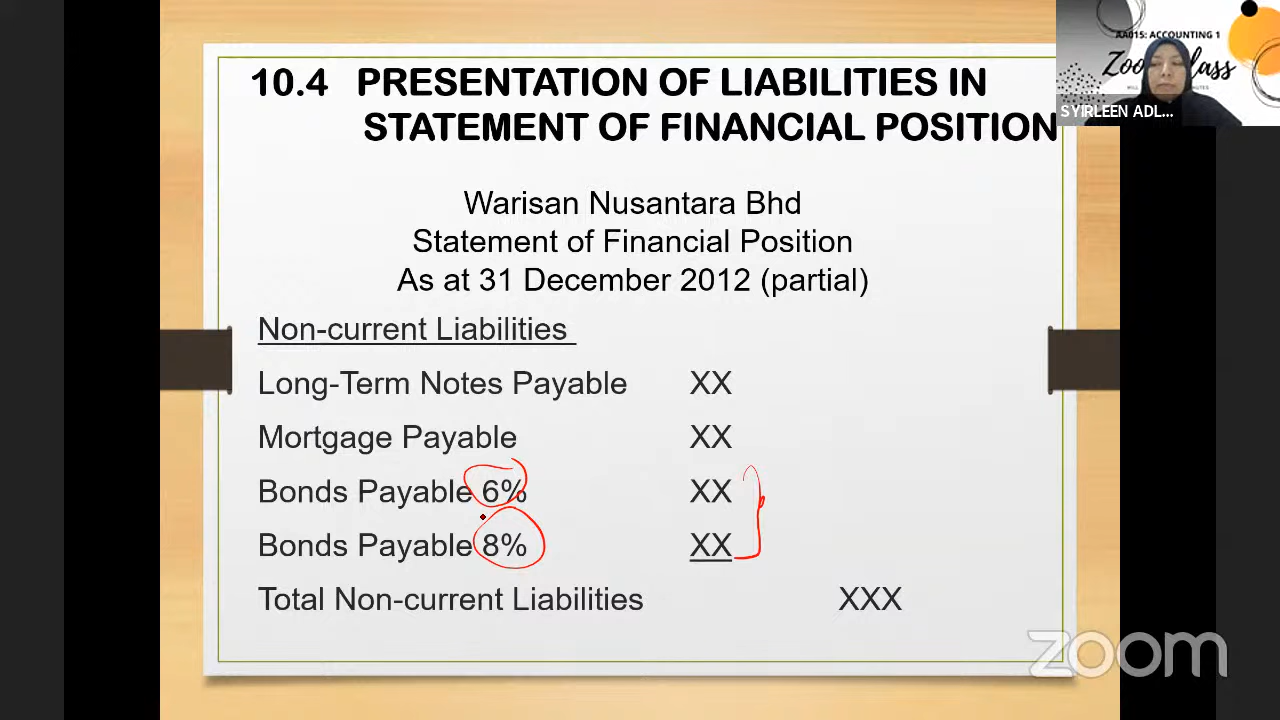 10.4 PRESENTATION OF LIABILITIES IN
STATEMENT OF FINANCIAL POSITION
AA015: ACCOUNTING 1
SYIRLEEN ADL...
Warisan Nusantara Bhd
Statement of Financial Position
As at 31 December 2012 (partial)
Non-current Liabilities
Long-Term Notes Payable XX
Mortgage Payable XX
Bonds Payable 6% XX
Bonds Payable 8% XX
Total Non-current Liabilities XXX
zoom